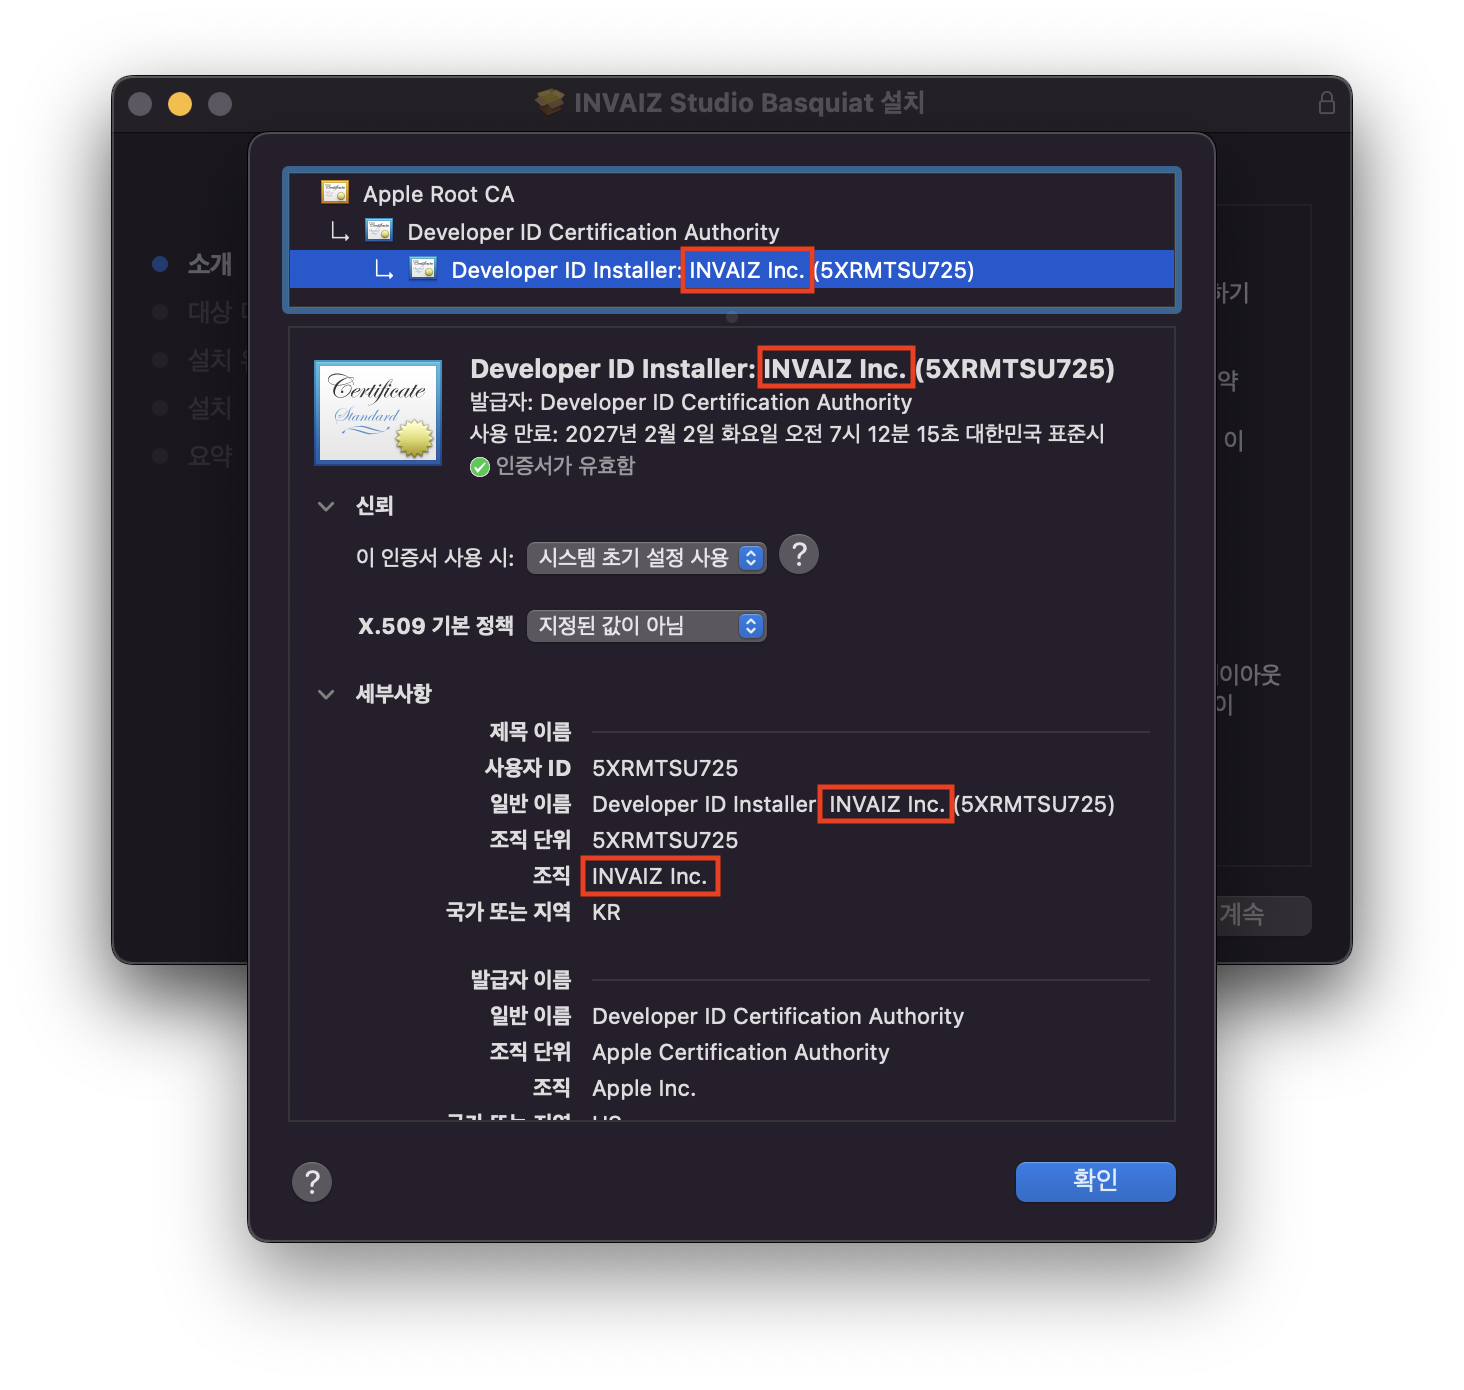 INVAIZ Studio Basquiat 설치
Apple Root CA
Developer ID Certification Authority
Developer ID Installer: INVAIZ Inc. (5XRMTSU725)
소개
대상
설치
설치
요약
하기
약
이
이아웃
이
계속
Certificate
Standard
Developer ID Installer: INVAIZ Inc. (5XRMTSU725)
발급자: Developer ID Certification Authority
사용 만료: 2027년 2월 2일 화요일 오전 7시 12분 15초 대한민국 표준시
인증서가 유효함
신뢰
이 인증서 사용 시: 시스템 초기 설정 사용 ?
X.509 기본 정책 지정된 값이 아님
세부사항
제목 이름
사용자 ID 5XRMTSU725
일반 이름 Developer ID Installer INVAIZ Inc. (5XRMTSU725)
조직 단위 5XRMTSU725
조직 INVAIZ Inc.
국가 또는 지역 KR
발급자 이름
일반 이름 Developer ID Certification Authority
조직 단위 Apple Certification Authority
조직 Apple Inc.
국가 또는 지역 US
? 확인